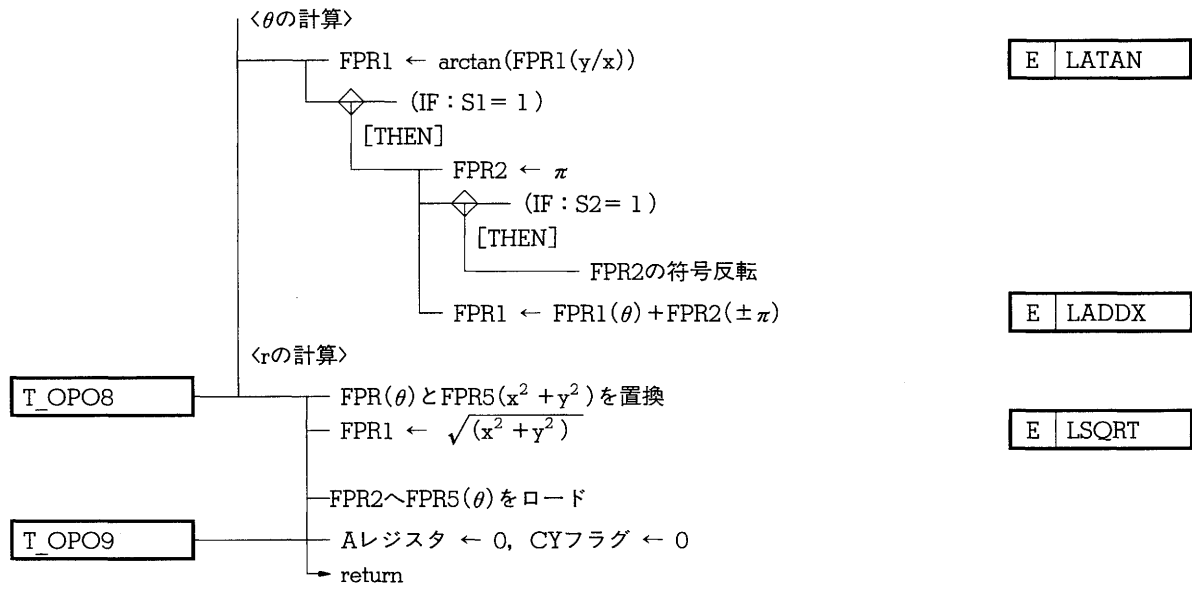 〈θの計算〉
FPR1 ← arctan(FPR1(y/x))
E LATAN
(IF : S1= 1 )
[THEN]
FPR2 ← π
(IF : S2= 1 )
[THEN]
FPR2の符号反転
FPR1 ← FPR1(θ)+FPR2(±π)
E LADDX
〈rの計算〉
T_OPO8
FPR(θ)とFPR5(x² +y² )を置換
FPR1 ← √(x² +y² )
E LSQRT
FPR2へFPR5(θ)をロード
T_OPO9
Aレジスタ ← 0, CYフラグ ← 0
return